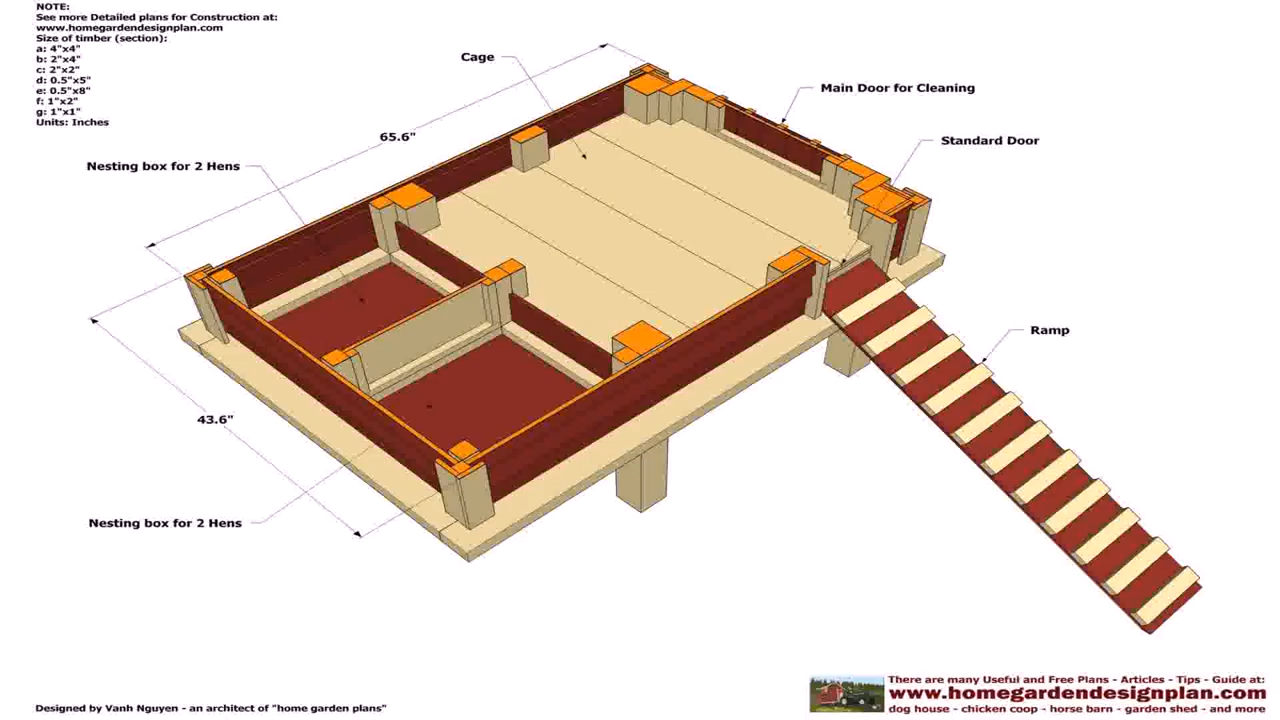 NOTE:
See more Detailed plans for Construction at:
www.homegardendesignplan.com
Size of timber (section):
a: 4"x4"
b: 2"x4"
c: 2"x2"
d: 0.5"x5"
e: 0.5"x8"
f: 1"x2"
g: 1"x1"
Units: Inches
Cage
Main Door for Cleaning
65.6"
Standard Door
Nesting box for 2 Hens
Ramp
43.6"
Nesting box for 2 Hens
There are many Useful and Free Plans - Articles - Tips - Guide at:
www.homegardendesignplan.com
dog house - chicken coop - horse barn - garden shed - and more
Designed by Vanh Nguyen - an architect of "home garden plans"